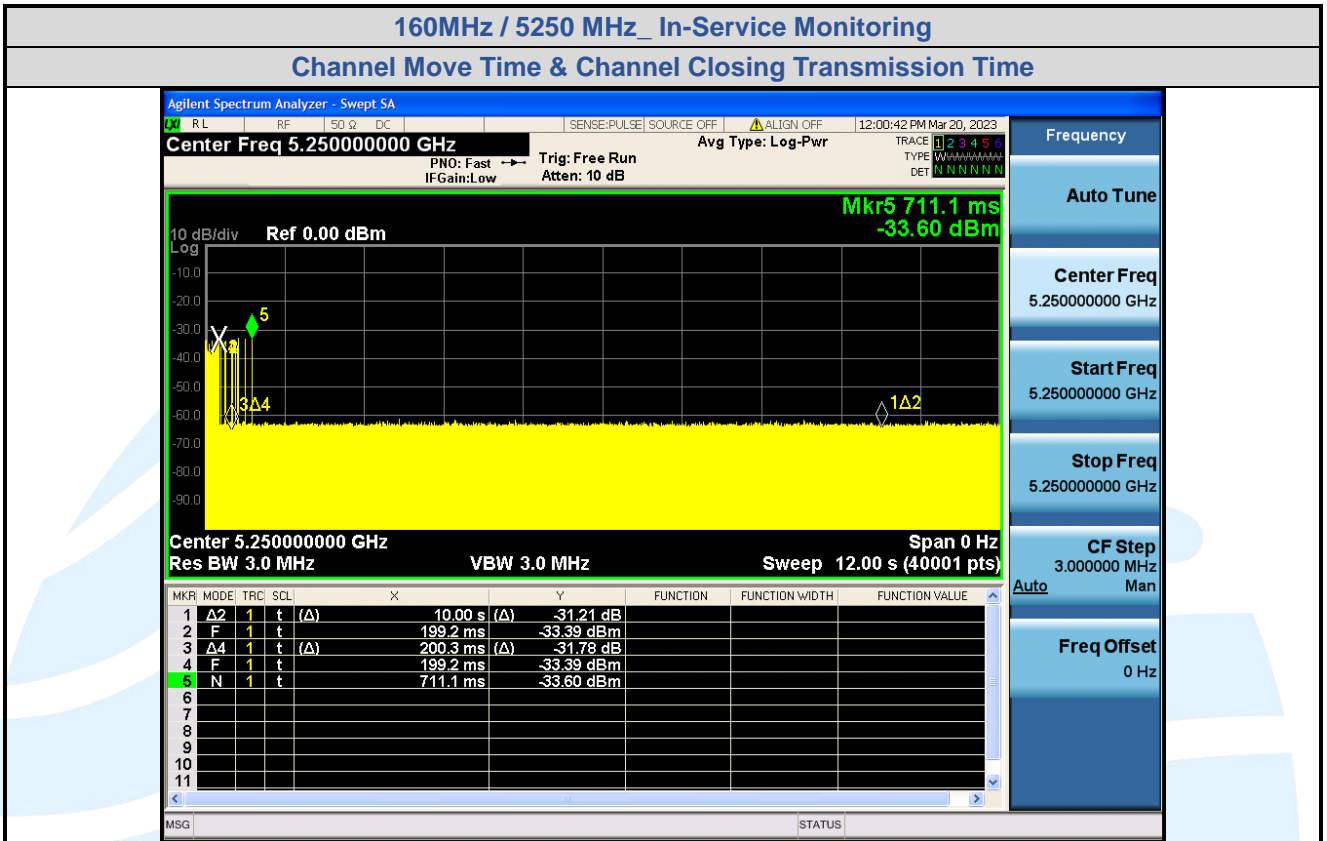 160MHz / 5250 MHz_ In-Service Monitoring
Channel Move Time & Channel Closing Transmission Time
Agilent Spectrum Analyzer - Swept SA
LXI RL RF 50 Ω DC SENSE:PULSE SOURCE OFF ALIGN OFF 12:00:42 PM Mar 20, 2023
Center Freq 5.250000000 GHz
PNO: Fast
IFGain:Low
Trig: Free Run
Atten: 10 dB
Avg Type: Log-Pwr
TRACE 1 2 3 4 5 6
TYPE WWWWWW
DET N N N N N N
Mkr5 711.1 ms
-33.60 dBm
10 dB/div Ref 0.00 dBm
Log
-10.0
-20.0
-30.0
-40.0
-50.0
-60.0
-70.0
-80.0
-90.0
X
5
3Δ4
1Δ2
Center 5.250000000 GHz Span 0 Hz
Res BW 3.0 MHz VBW 3.0 MHz Sweep 12.00 s (40001 pts)
MKR MODE TRC SCL X Y FUNCTION FUNCTION WIDTH FUNCTION VALUE
1 Δ2 1 t (Δ) 10.00 s (Δ) -31.21 dB
2 F 1 t 199.2 ms -33.39 dBm
3 Δ4 1 t (Δ) 200.3 ms (Δ) -31.78 dB
4 F 1 t 199.2 ms -33.39 dBm
5 N 1 t 711.1 ms -33.60 dBm
6
7
8
9
10
11
MSG STATUS
Frequency
Auto Tune
Center Freq
5.250000000 GHz
Start Freq
5.250000000 GHz
Stop Freq
5.250000000 GHz
CF Step
3.000000 MHz
Auto Man
Freq Offset
0 Hz